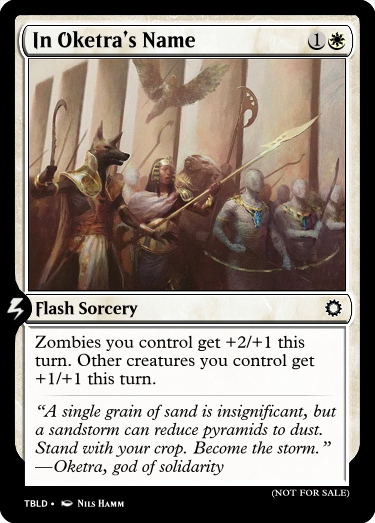 In Oketra's Name 1
Flash Sorcery
Zombies you control get +2/+1 this
turn. Other creatures you control get
+1/+1 this turn.
“A single grain of sand is insignificant, but
a sandstorm can reduce pyramids to dust.
Stand with your crop. Become the storm.”
—Oketra, god of solidarity
(NOT FOR SALE)
TBLD • Nils Hamm